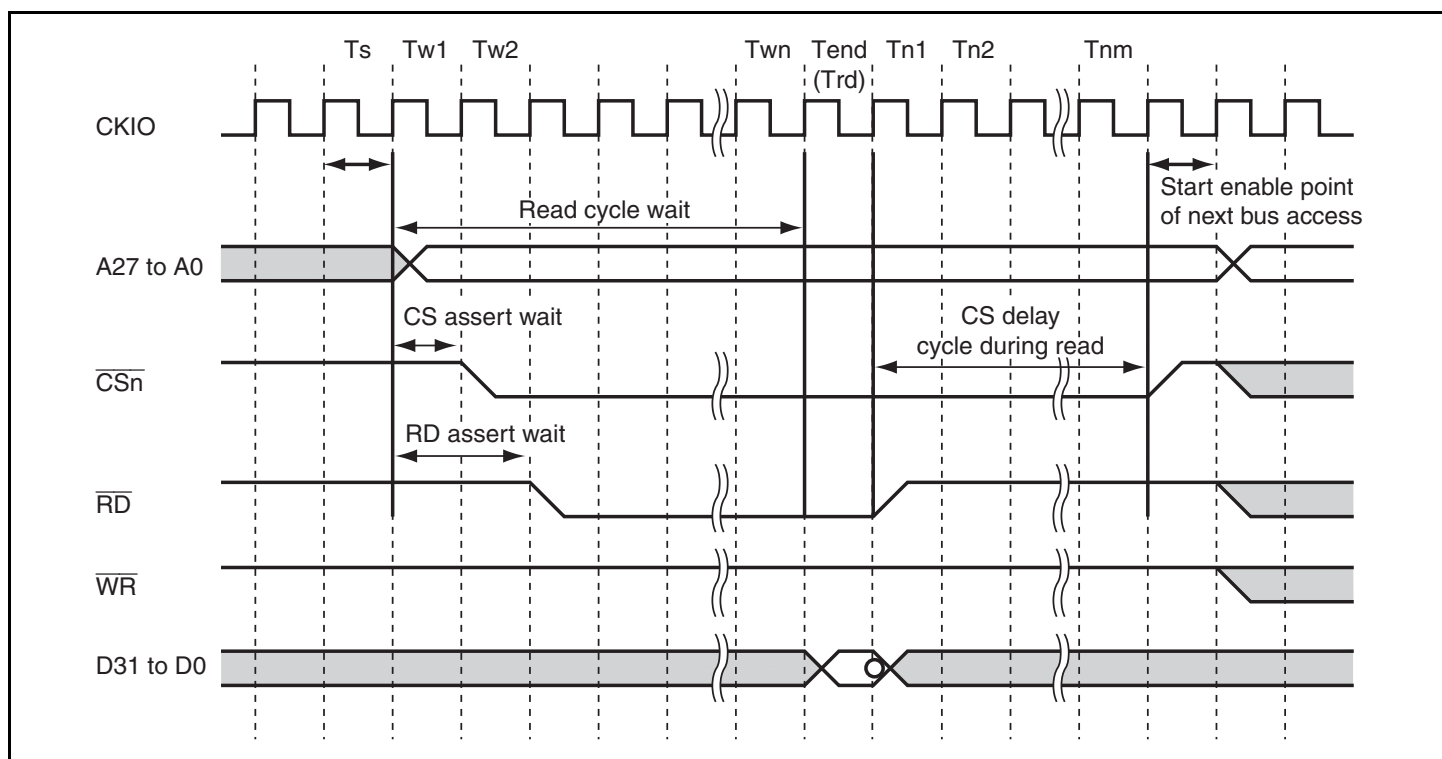 Ts Tw1 Tw2 Twn Tend Tn1 Tn2 Tnm
(Trd)
CKIO
Start enable point
of next bus access
Read cycle wait
A27 to A0
CS assert wait
CS delay
cycle during read
CSn
RD assert wait
RD
WR
D31 to D0